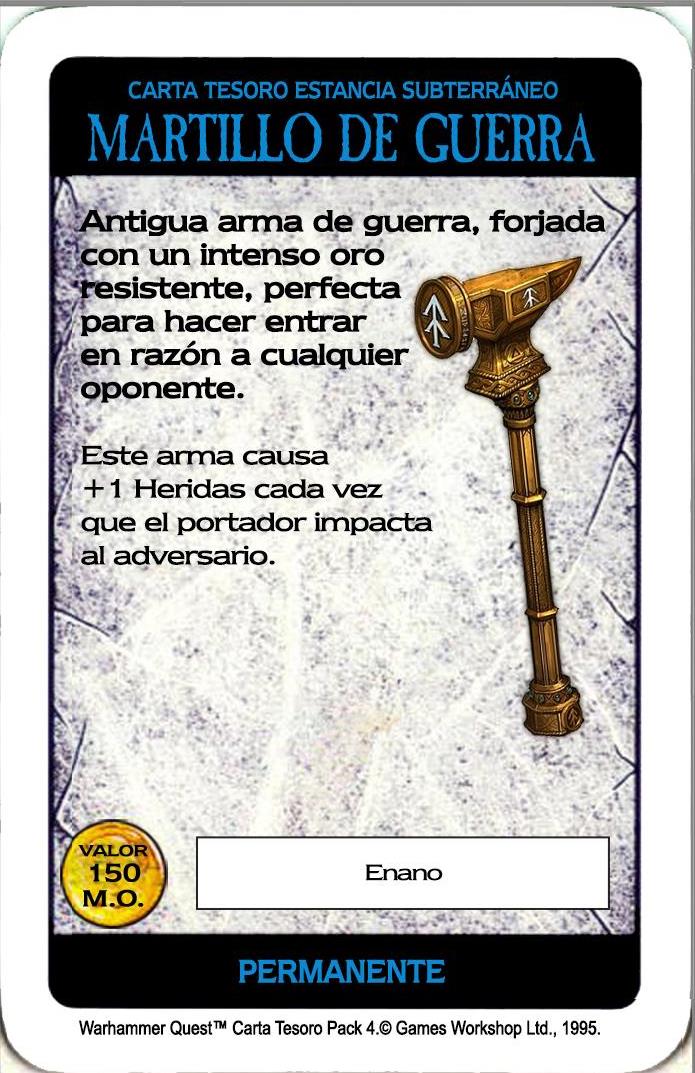 CARTA TESORO ESTANCIA SUBTERRÁNEO
MARTILLO DE GUERRA
Antigua arma de guerra, forjada
con un intenso oro
resistente, perfecta
para hacer entrar
en razón a cualquier
oponente.
Este arma causa
+1 Heridas cada vez
que el portador impacta
al adversario.
VALOR
150
M.O.
Enano
PERMANENTE
Warhammer Quest™ Carta Tesoro Pack 4.© Games Workshop Ltd., 1995.